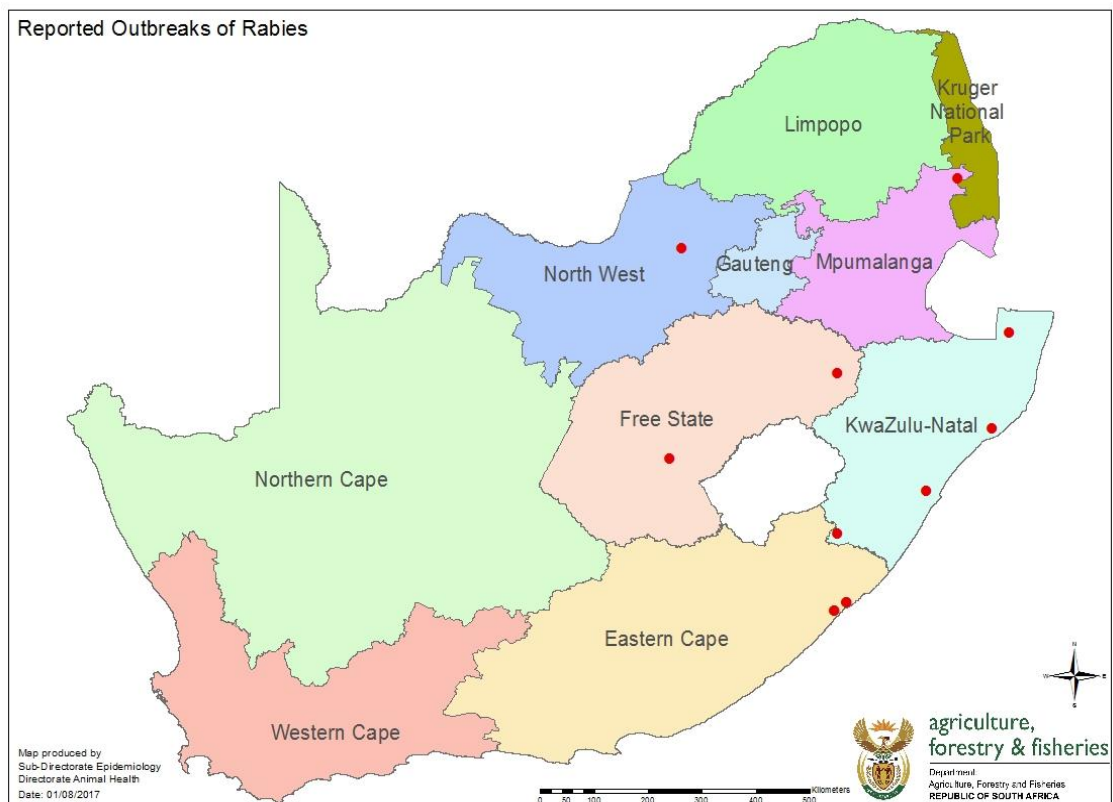 Reported Outbreaks of Rabies
Kruger
National
Park
Limpopo
North West
Gauteng
Mpumalanga
Free State
KwaZulu-Natal
Northern Cape
Eastern Cape
Western Cape
N
W
E
S
Map produced by
Sub-Directorate Epidemiology
Directorate Animal Health
Date: 01/08/2017
Kilometers
0 50 100 200 300 400 500
agriculture,
forestry & fisheries
Department:
Agriculture, Forestry and Fisheries
REPUBLIC OF SOUTH AFRICA